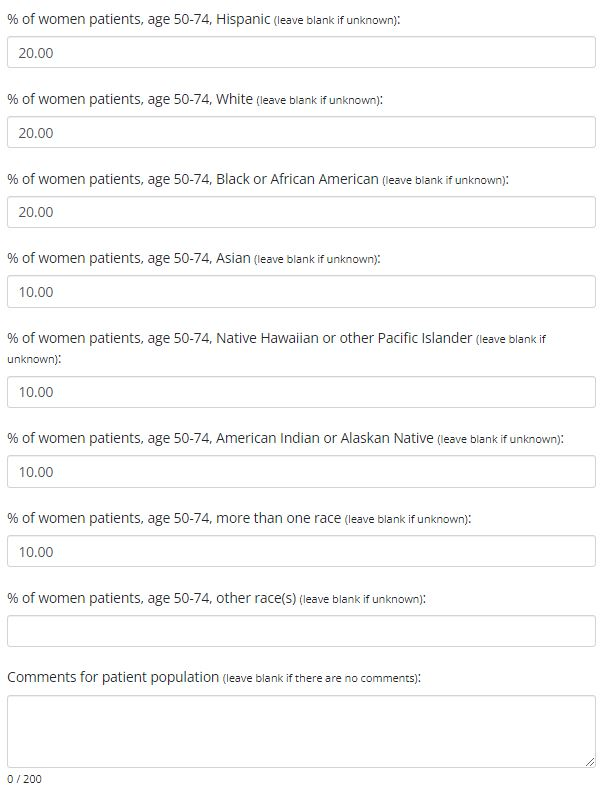 % of women patients, age 50-74, Hispanic (leave blank if unknown):
20.00
% of women patients, age 50-74, White (leave blank if unknown):
20.00
% of women patients, age 50-74, Black or African American (leave blank if unknown):
20.00
% of women patients, age 50-74, Asian (leave blank if unknown):
10.00
% of women patients, age 50-74, Native Hawaiian or other Pacific Islander (leave blank if
unknown):
10.00
% of women patients, age 50-74, American Indian or Alaskan Native (leave blank if unknown):
10.00
% of women patients, age 50-74, more than one race (leave blank if unknown):
10.00
% of women patients, age 50-74, other race(s) (leave blank if unknown):
Comments for patient population (leave blank if there are no comments):
0 / 200